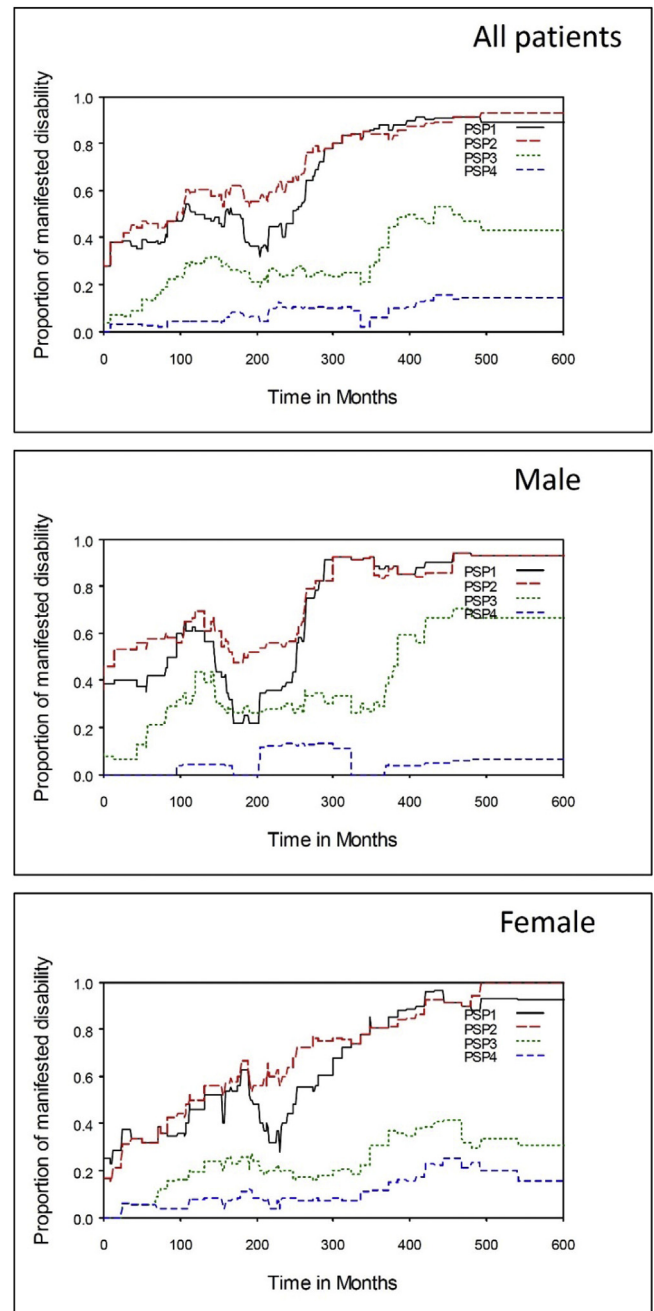 All patients
Proportion of manifested disability
1.0
0.8
0.6
0.4
0.2
0.0
PSP1
PSP2
PSP3
PSP4
0 100 200 300 400 500 600
Time in Months
Male
Proportion of manifested disability
1.0
0.8
0.6
0.4
0.2
0.0
PSP1
PSP2
PSP3
PSP4
0 100 200 300 400 500 600
Time in Months
Female
Proportion of manifested disability
1.0
0.8
0.6
0.4
0.2
0.0
PSP1
PSP2
PSP3
PSP4
0 100 200 300 400 500 600
Time in Months